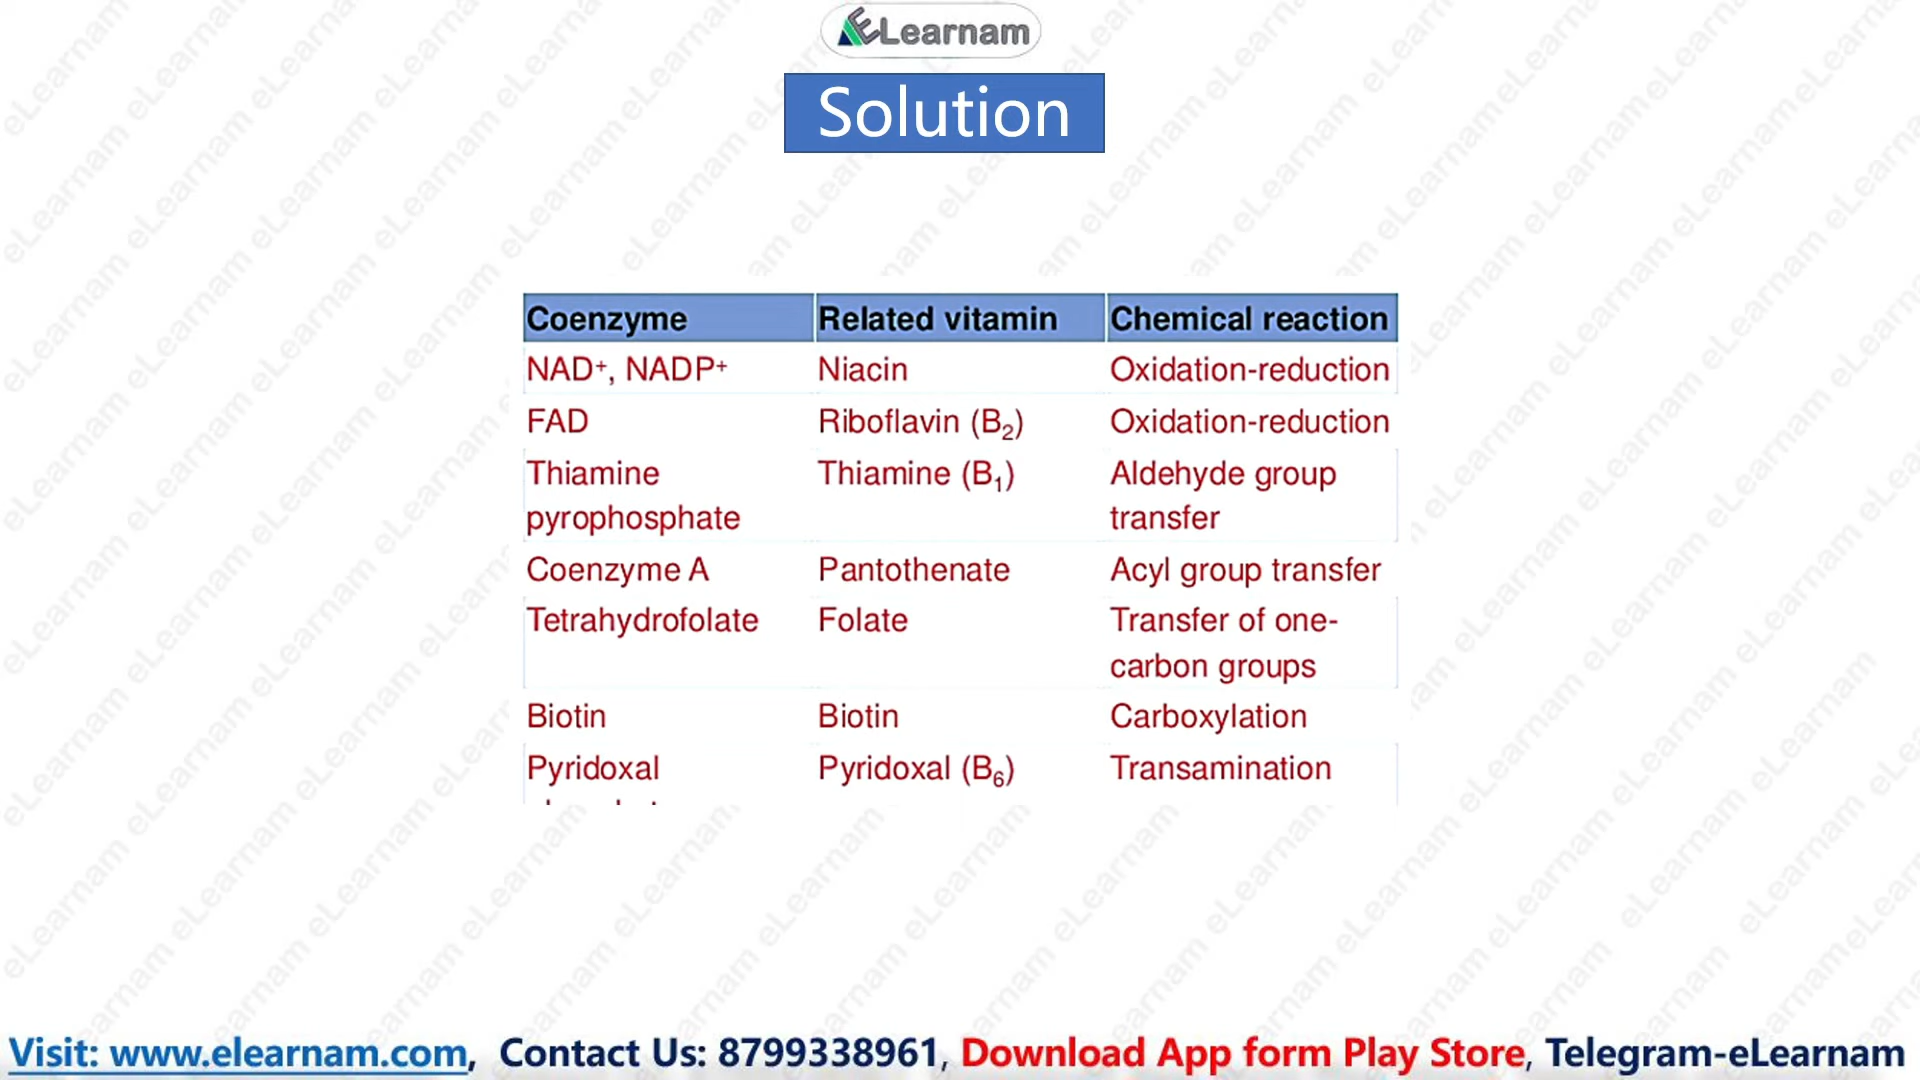 ELearnam
Solution
Coenzyme Related vitamin Chemical reaction
NAD⁺, NADP⁺ Niacin Oxidation-reduction
FAD Riboflavin (B₂) Oxidation-reduction
Thiamine pyrophosphate Thiamine (B₁) Aldehyde group transfer
Coenzyme A Pantothenate Acyl group transfer
Tetrahydrofolate Folate Transfer of one-carbon groups
Biotin Biotin Carboxylation
Pyridoxal Pyridoxal (B₆) Transamination
Visit: www.elearnam.com, Contact Us: 8799338961, Download App form Play Store, Telegram-eLearnam